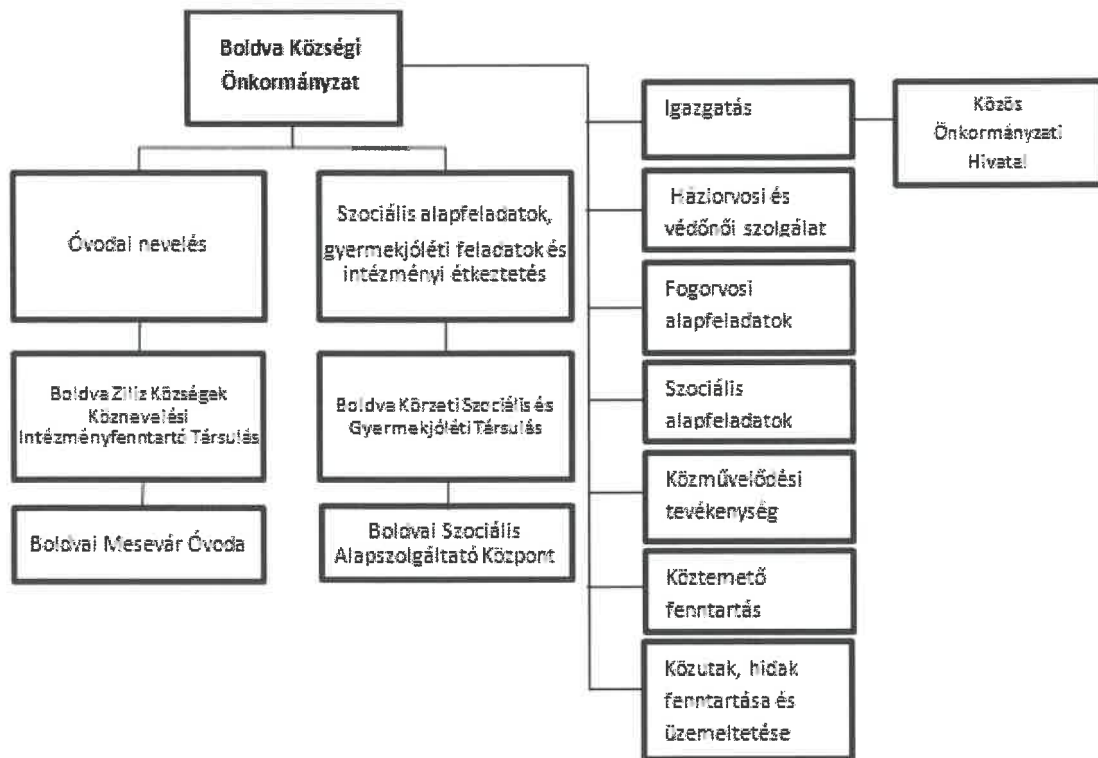 Boldva Községi
Önkormányzat
Óvodai nevelés
Szociális alapfeladatok,
gyermekjóléti feladatok és
intézményi étkeztetés
Boldva Ziliz Községek
Köznevelési
Intézményfenntartó Társulás
Boldva Körzeti Szociális és
Gyermekjóléti Társulás
Boldvai Mesevár Óvoda
Boldvai Szociális
Alapszolgáltató Központ
Igazgatás
Közös
Önkormányzati
Hivatal
Háziorvosi és
védőnői szolgálat
Fogorvosi
alapfeladatok
Szociális
alapfeladatok
Közművelődési
tevékenység
Köztemető
fenntartás
Közutak, hidak
fenntartása és
üzemeltetése